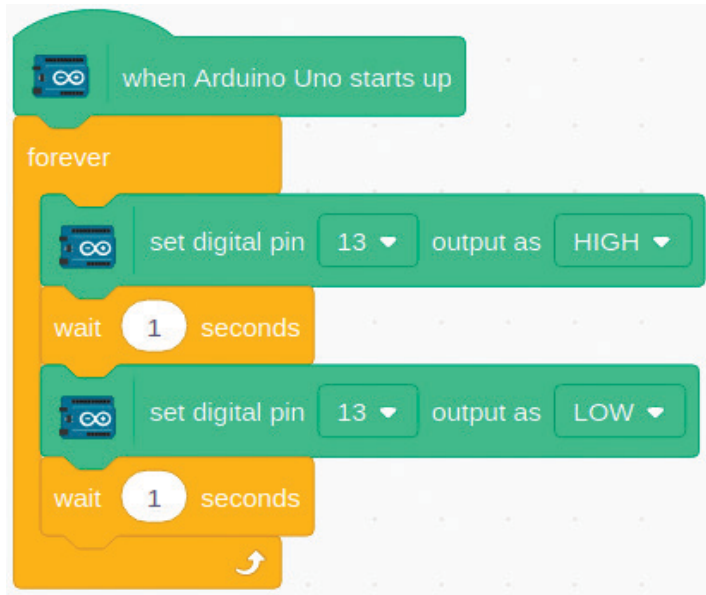 when Arduino Uno starts up
forever
set digital pin 13 output as HIGH
wait 1 seconds
set digital pin 13 output as LOW
wait 1 seconds